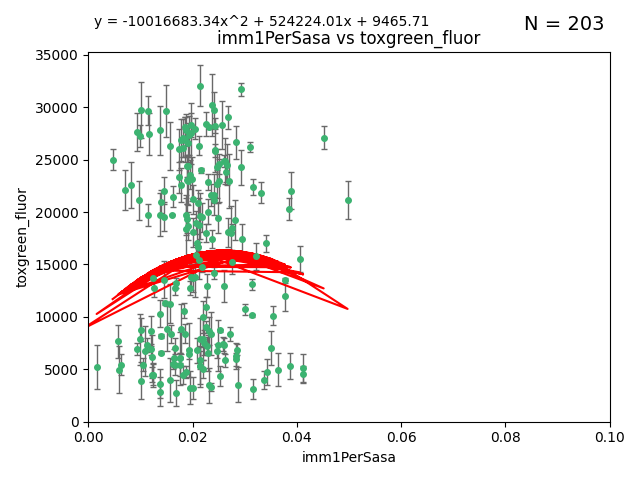 y = -10016683.34x^2 + 524224.01x + 9465.71
N = 203
imm1PerSasa vs toxgreen_fluor
35000
30000
25000
20000
15000
10000
5000
0
toxgreen_fluor
0.00
0.02
0.04
0.06
0.08
0.10
imm1PerSasa